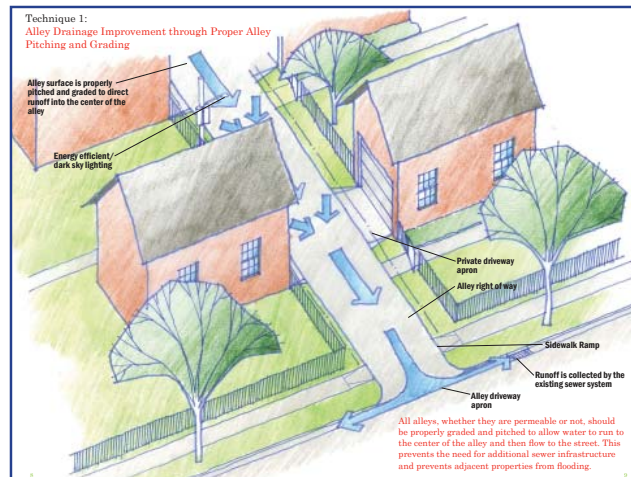 Technique 1:
Alley Drainage Improvement through Proper Alley
Pitching and Grading
Alley surface is properly
pitched and graded to direct
runoff into the center of the
alley
Energy efficient/
dark sky lighting
Private driveway
apron
Alley right of way
Sidewalk Ramp
Runoff is collected by the
existing sewer system
Alley driveway
apron
All alleys, whether they are permeable or not, should
be properly graded and pitched to allow water to run to
the center of the alley and then flow to the street. This
prevents the need for additional sewer infrastructure
and prevents adjacent properties from flooding.